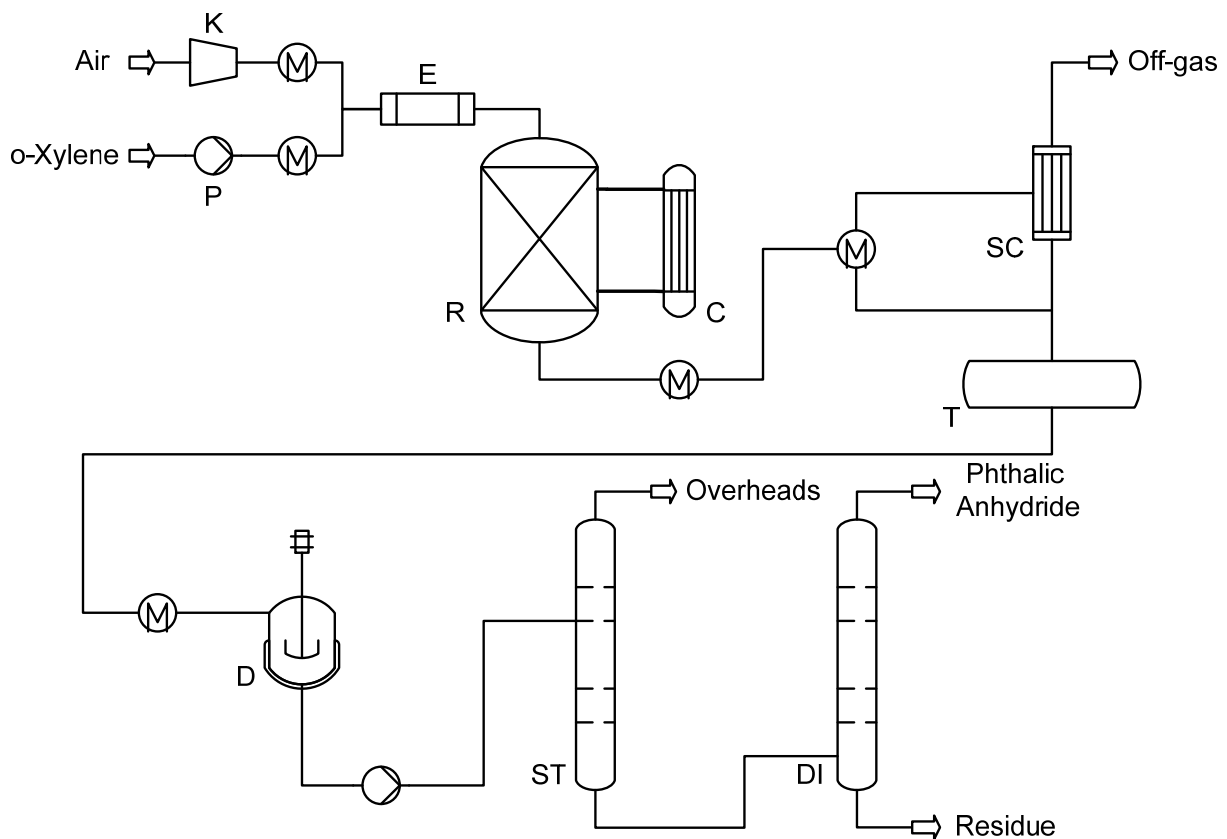 K
Air
E
Off-gas
o-Xylene
P
SC
R
C
T
Overheads
Phthalic
Anhydride
D
ST
DI
Residue